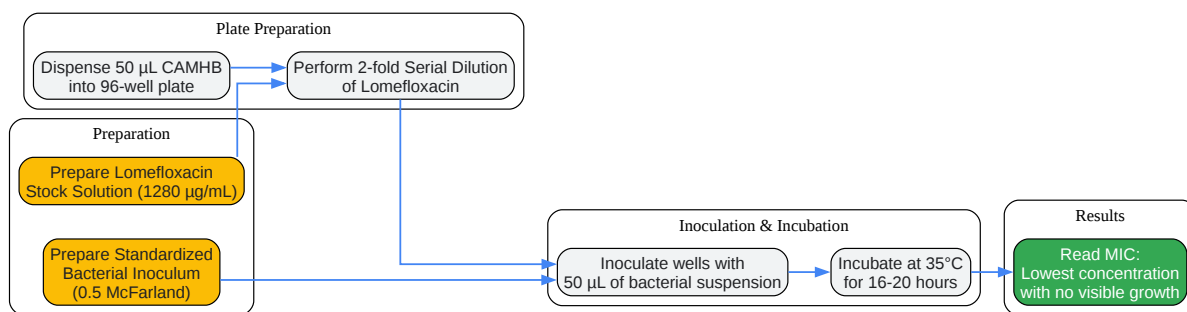 Plate Preparation
Dispense 50 µL CAMHB
into 96-well plate
Perform 2-fold Serial Dilution
of Lomefloxacin
Preparation
Prepare Lomefloxacin
Stock Solution (1280 µg/mL)
Prepare Standardized
Bacterial Inoculum
(0.5 McFarland)
Inoculation & Incubation
Inoculate wells with
50 µL of bacterial suspension
Incubate at 35°C
for 16-20 hours
Results
Read MIC:
Lowest concentration
with no visible growth